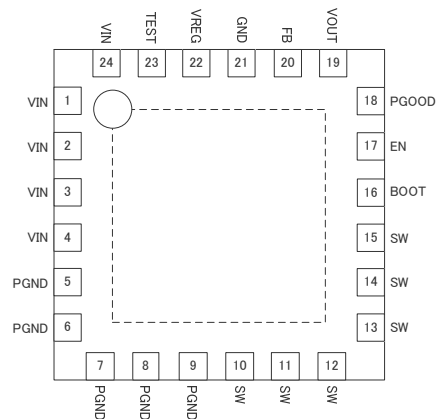 VIN TEST VREG GND FB VOUT
24 23 22 21 20 19
VIN 1 18 PGOOD
VIN 2 17 EN
VIN 3 16 BOOT
VIN 4 15 SW
PGND 5 14 SW
PGND 6 13 SW
7 8 9 10 11 12
PGND PGND PGND SW SW SW